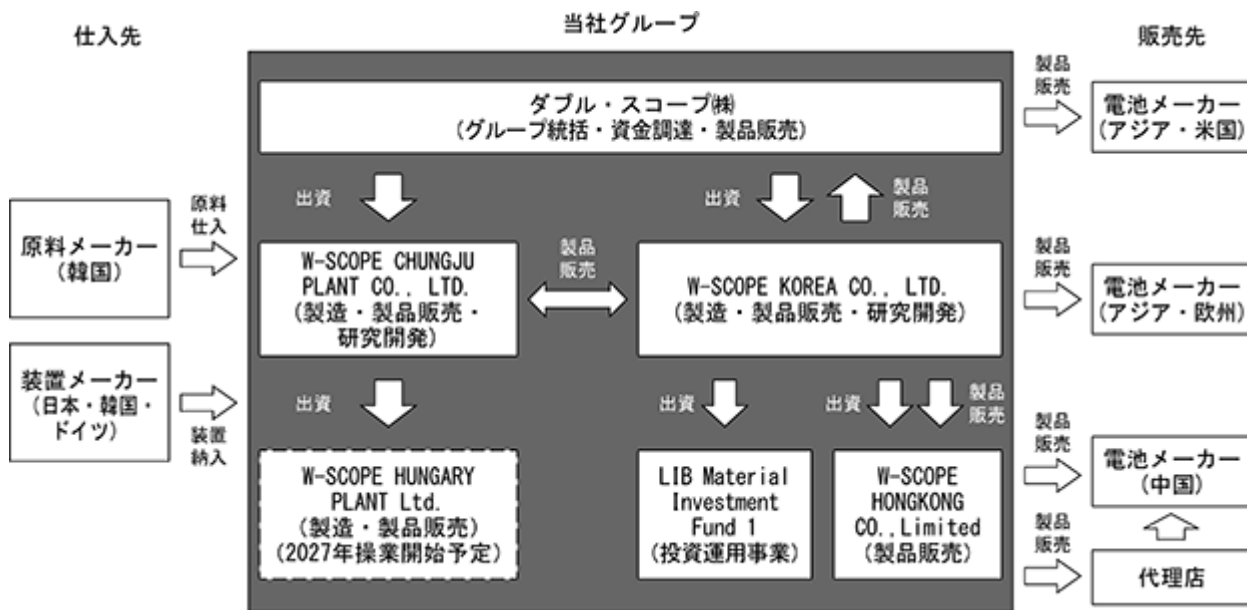 仕入先
当社グループ
販売先
ダブル・スコープ㈱
(グループ統括・資金調達・製品販売)
製品
販売
電池メーカー
(アジア・米国)
出資
出資
製品
販売
原料メーカー
(韓国)
原料
仕入
W-SCOPE CHUNGJU
PLANT CO., LTD.
(製造・製品販売・
研究開発)
製品
販売
W-SCOPE KOREA CO., LTD.
(製造・製品販売・研究開発)
製品
販売
電池メーカー
(アジア・欧州)
装置メーカー
(日本・韓国・
ドイツ)
装置
納入
出資
出資
出資
製品
販売
W-SCOPE HUNGARY
PLANT Ltd.
(製造・製品販売)
(2027年操業開始予定)
LIB Material
Investment
Fund 1
(投資運用事業)
W-SCOPE
HONGKONG
CO.,Limited
(製品販売)
製品
販売
電池メーカー
(中国)
製品
販売
代理店